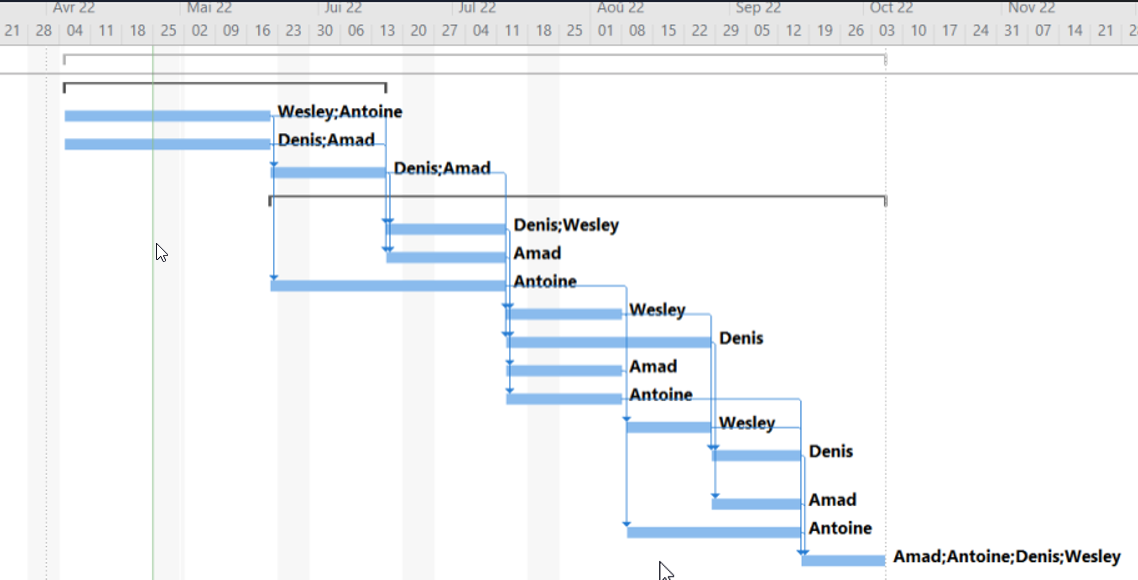 Avr 22 Mai 22 Jui 22 Jul 22 Aoû 22 Sep 22 Oct 22 Nov 22
21 28 04 11 18 25 02 09 16 23 30 06 13 20 27 04 11 18 25 01 08 15 22 29 05 12 19 26 03 10 17 24 31 07 14 21
Wesley;Antoine
Denis;Amad
Denis;Amad
Denis;Wesley
Amad
Antoine
Wesley
Denis
Amad
Antoine
Wesley
Denis
Amad
Antoine
Amad;Antoine;Denis;Wesley